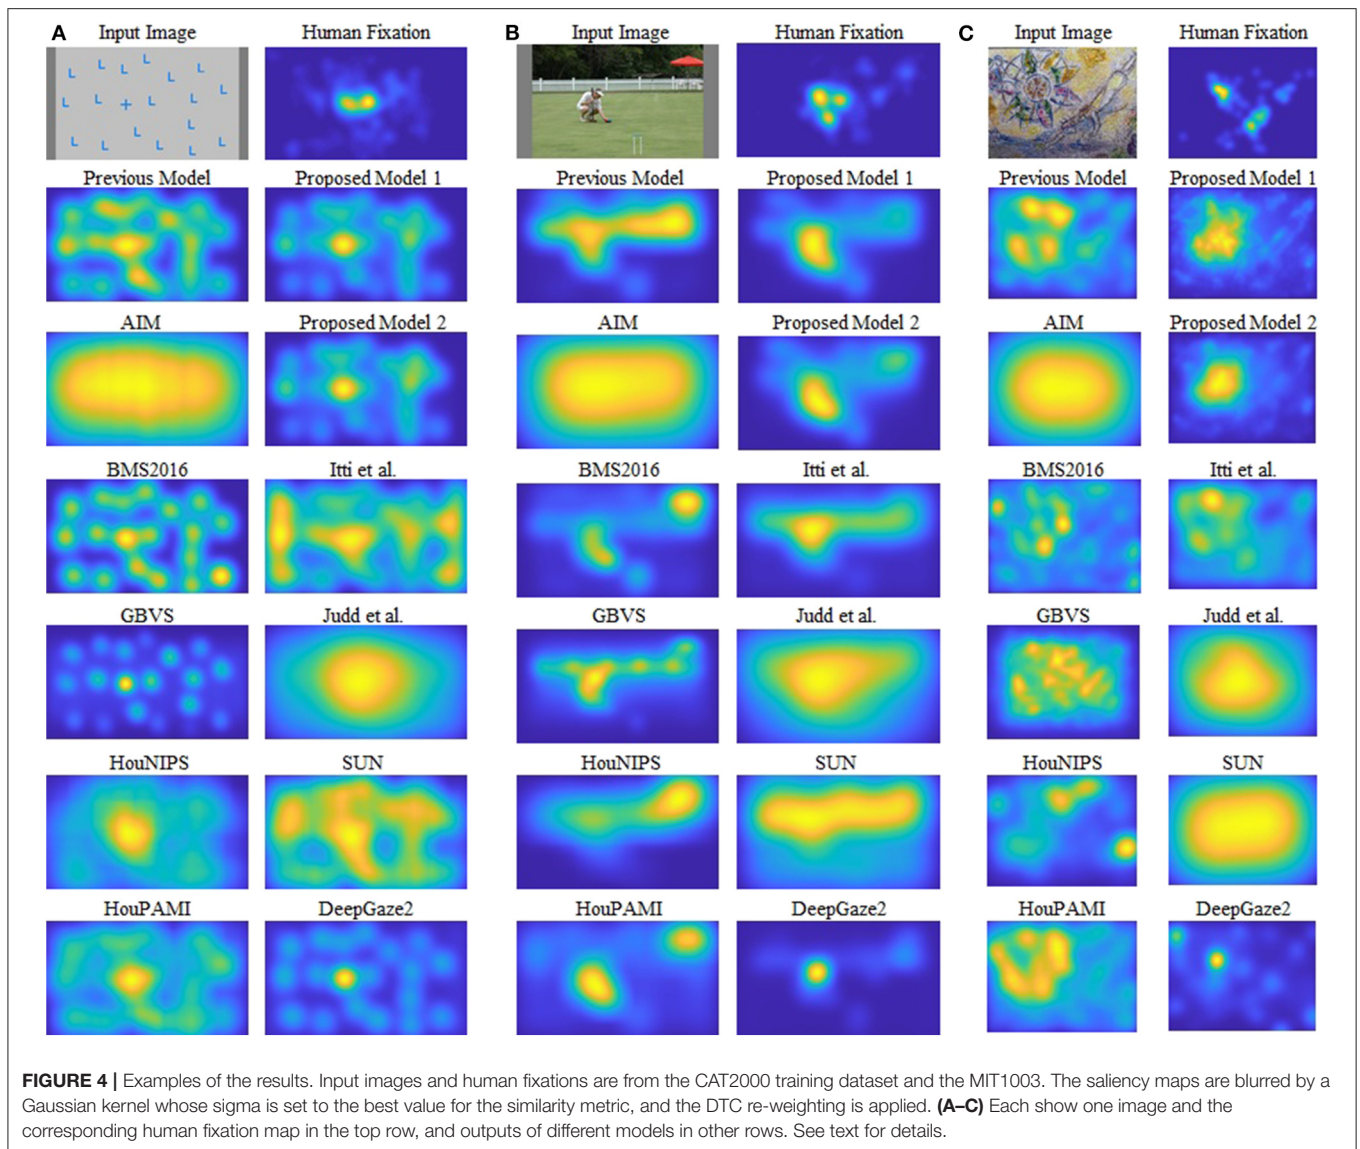 A Input Image Human Fixation B Input Image Human Fixation C Input Image Human Fixation
L L L L L L L L L L L L L L L L L
Previous Model Proposed Model 1 Previous Model Proposed Model 1 Previous Model Proposed Model 1
AIM Proposed Model 2 AIM Proposed Model 2 AIM Proposed Model 2
BMS2016 Itti et al. BMS2016 Itti et al. BMS2016 Itti et al.
GBVS Judd et al. GBVS Judd et al. GBVS Judd et al.
HouNIPS SUN HouNIPS SUN HouNIPS SUN
HouPAMI DeepGaze2 HouPAMI DeepGaze2 HouPAMI DeepGaze2
FIGURE 4 | Examples of the results. Input images and human fixations are from the CAT2000 training dataset and the MIT1003. The saliency maps are blurred by a
Gaussian kernel whose sigma is set to the best value for the similarity metric, and the DTC re-weighting is applied. (A–C) Each show one image and the
corresponding human fixation map in the top row, and outputs of different models in other rows. See text for details.